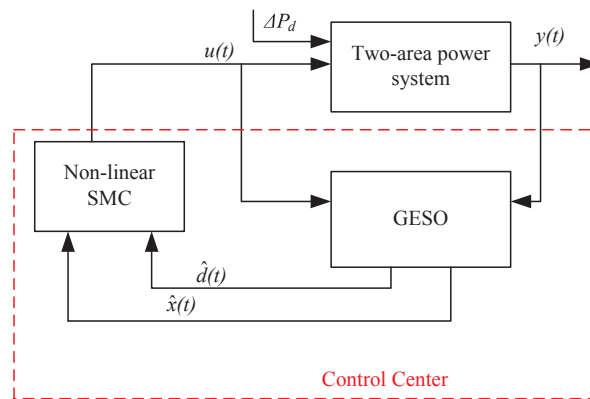 ΔP_d
u(t)
Two-area power
system
y(t)
Non-linear
SMC
GESO
d̂(t)
x̂(t)
Control Center